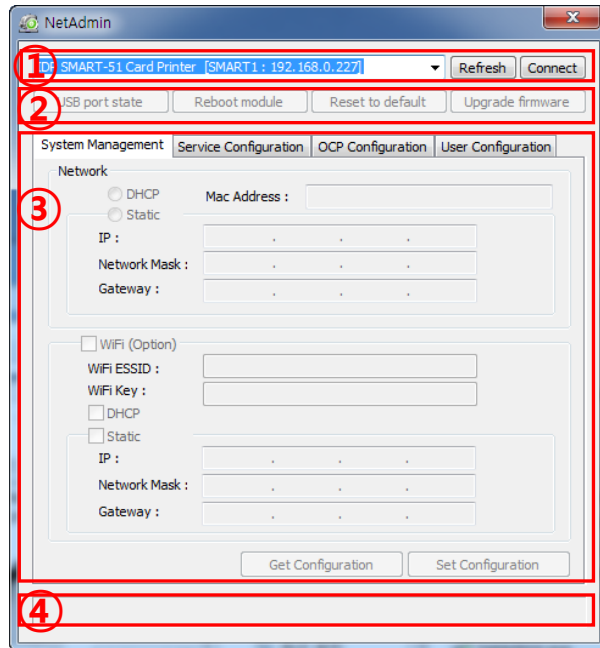 NetAdmin
① DP SMART-51 Card Printer [SMART1 : 192.168.0.227] Refresh Connect
② USB port state Reboot module Reset to default Upgrade firmware
System Management Service Configuration OCP Configuration User Configuration
Network
③ DHCP Mac Address :
Static
IP : . . .
Network Mask : . . .
Gateway : . . .
WiFi (Option)
WiFi ESSID :
WiFi Key :
DHCP
Static
IP : . . .
Network Mask : . . .
Gateway : . . .
Get Configuration Set Configuration
④